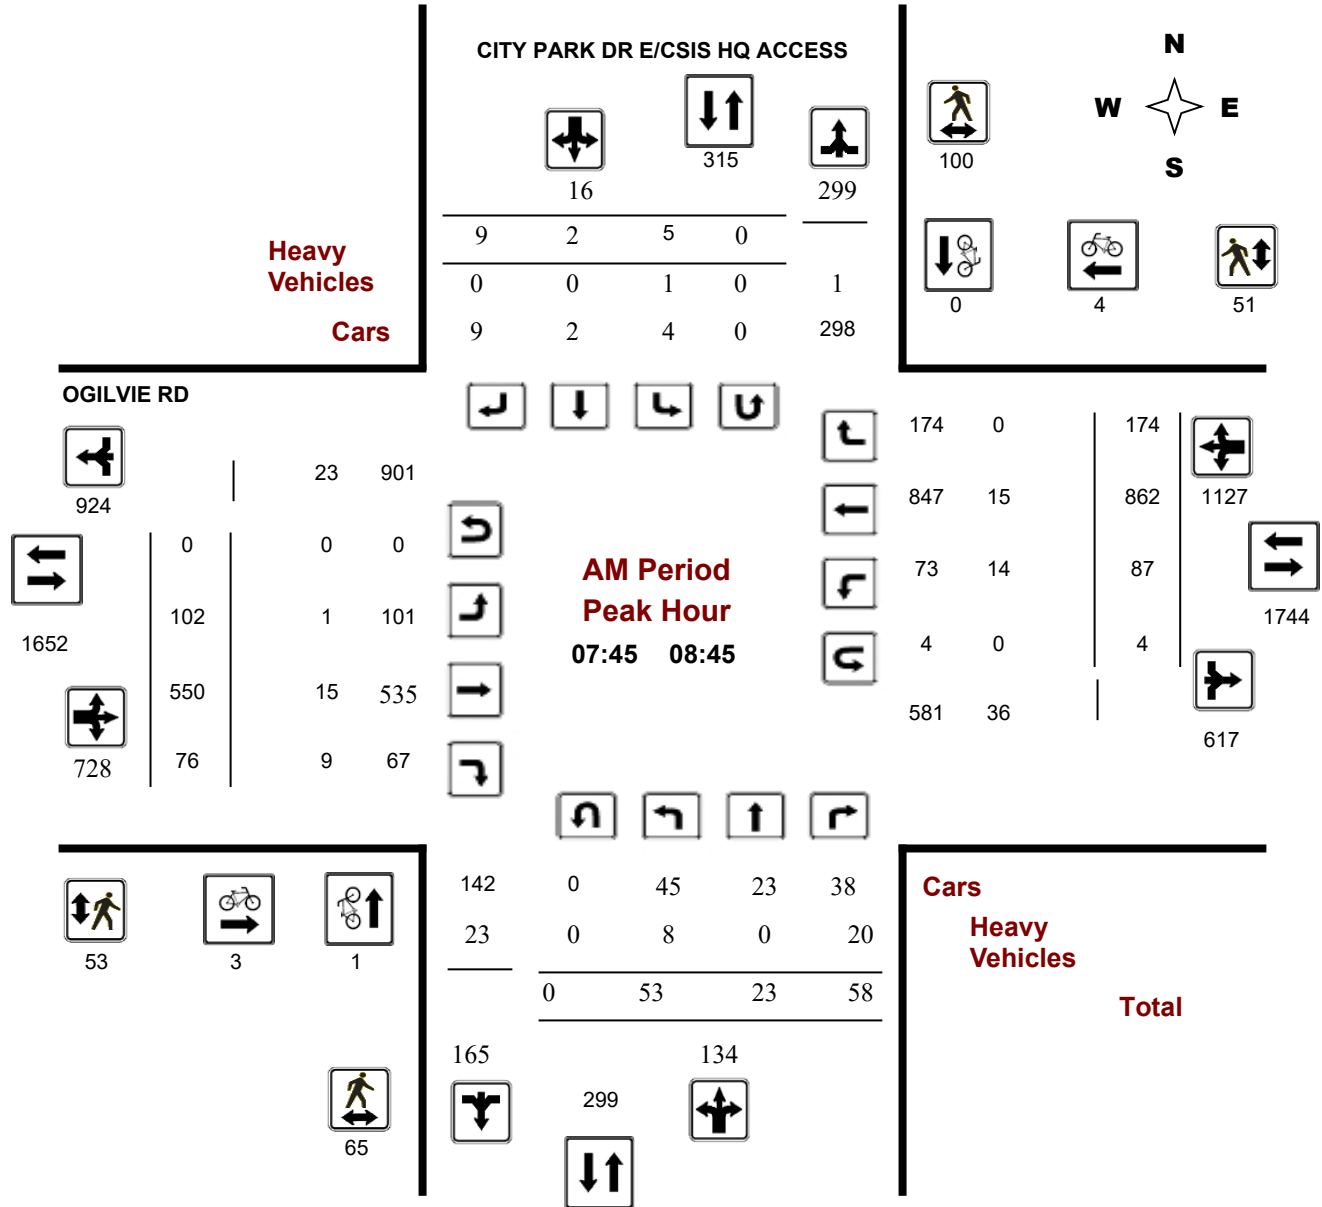 CITY PARK DR E/CSIS HQ ACCESS
N
W E
S
315
100
16
299
9 2 5 0
Heavy
Vehicles
0 0 1 0 1
0 4 51
Cars
9 2 4 0 298
OGILVIE RD
174 0 174
23 901
924
847 15 862 1127
0 0 0
AM Period
73 14 87
Peak Hour
102 1 101
1652
1744
07:45 08:45
4 0 4
550 15 535
581 36
617
728
76 9 67
142 0 45 23 38
Cars
23 0 8 0 20
Heavy
Vehicles
53 3 1
0 53 23 58
Total
165 134
299
65